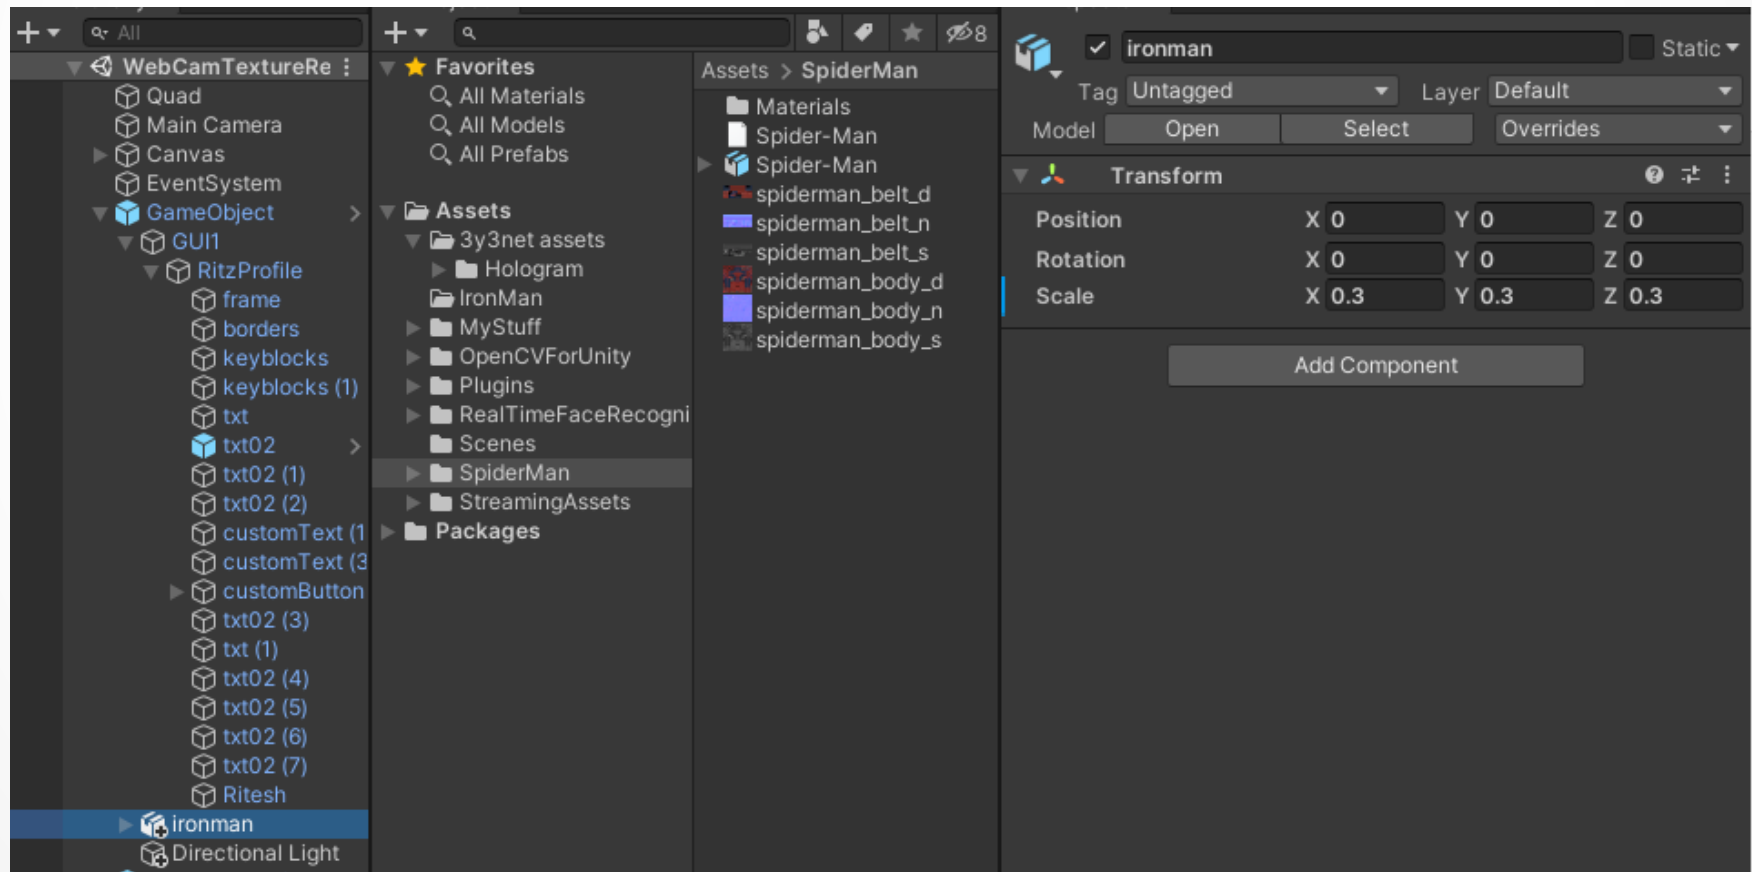 All
WebCamTextureRe
Quad
Main Camera
Canvas
EventSystem
GameObject
GUI1
RitzProfile
frame
borders
keyblocks
keyblocks (1)
txt
txt02
txt02 (1)
txt02 (2)
customText (1
customText (3
customButton
txt02 (3)
txt (1)
txt02 (4)
txt02 (5)
txt02 (6)
txt02 (7)
Ritesh
ironman
Directional Light
8
Favorites
All Materials
All Models
All Prefabs
Assets
3y3net assets
Hologram
IronMan
MyStuff
OpenCVForUnity
Plugins
RealTimeFaceRecogni
Scenes
SpiderMan
StreamingAssets
Packages
Assets > SpiderMan
Materials
Spider-Man
Spider-Man
spiderman_belt_d
spiderman_belt_n
spiderman_belt_s
spiderman_body_d
spiderman_body_n
spiderman_body_s
ironman Static
Tag Untagged Layer Default
Model Open Select Overrides
Transform
Position X 0 Y 0 Z 0
Rotation X 0 Y 0 Z 0
Scale X 0.3 Y 0.3 Z 0.3
Add Component